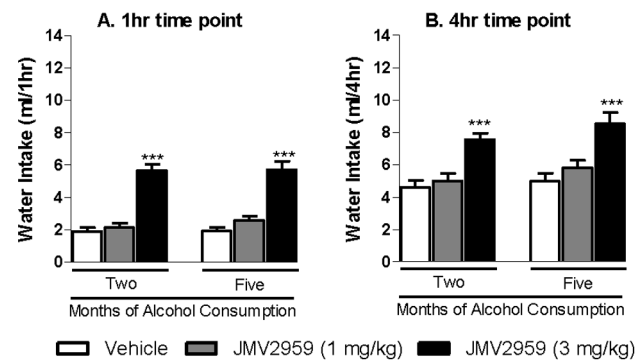 A. 1hr time point
Water Intake (ml/1hr)
14
12
10
8
6
4
2
0
***
***
Two
Five
Months of Alcohol Consumption
B. 4hr time point
Water Intake (ml/4hr)
14
12
10
8
6
4
2
0
***
***
Two
Five
Months of Alcohol Consumption
Vehicle
JMV2959 (1 mg/kg)
JMV2959 (3 mg/kg)